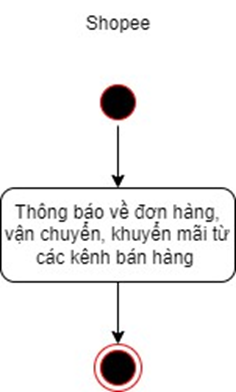 Shopee
Thông báo về đơn hàng,
vận chuyển, khuyến mãi từ
các kênh bán hàng